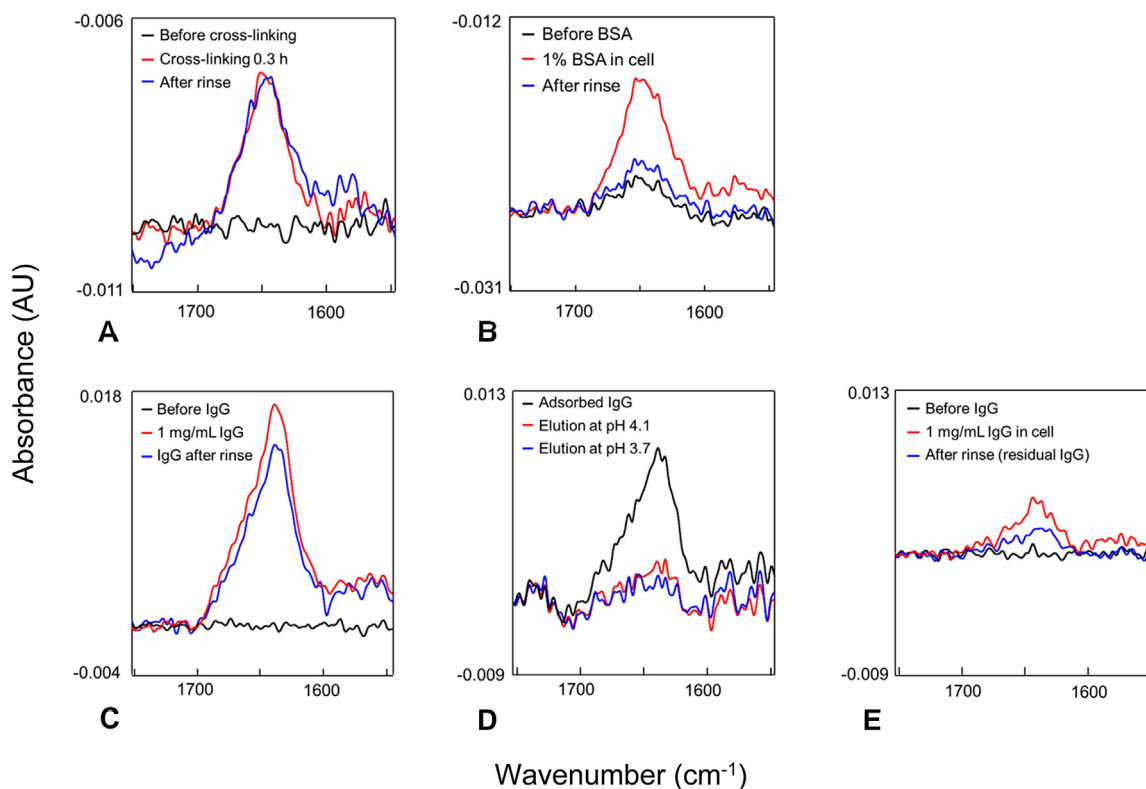 -0.006
Before cross-linking
Cross-linking 0.3 h
After rinse
-0.011
1700
1600
A
-0.012
Before BSA
1% BSA in cell
After rinse
-0.031
1700
1600
B
Absorbance (AU)
0.018
Before IgG
1 mg/mL IgG
IgG after rinse
-0.004
1700
1600
C
0.013
Adsorbed IgG
Elution at pH 4.1
Elution at pH 3.7
-0.009
1700
1600
D
0.013
Before IgG
1 mg/mL IgG in cell
After rinse (residual IgG)
-0.009
1700
1600
E
Wavenumber (cm⁻¹)